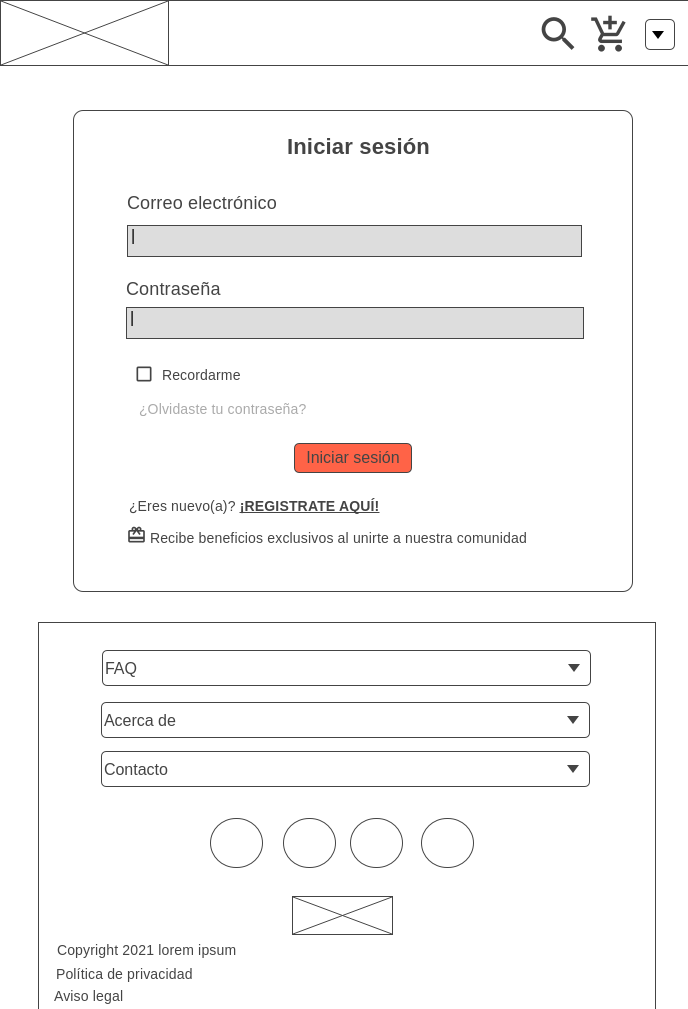 Iniciar sesión
Correo electrónico
Contraseña
Recordarme
¿Olvidaste tu contraseña?
Iniciar sesión
¿Eres nuevo(a)? ¡REGISTRATE AQUÍ!
Recibe beneficios exclusivos al unirte a nuestra comunidad
FAQ
Acerca de
Contacto
Copyright 2021 lorem ipsum
Política de privacidad
Aviso legal